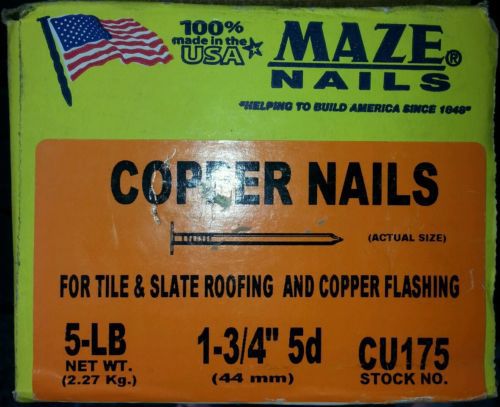 100%
made in the
USA
MAZE®
NAILS
"HELPING TO BUILD AMERICA SINCE 1848"
COPPER NAILS
(ACTUAL SIZE)
FOR TILE & SLATE ROOFING AND COPPER FLASHING
5-LB
NET WT.
(2.27 Kg.)
1-3/4" 5d
(44 mm)
CU175
STOCK NO.